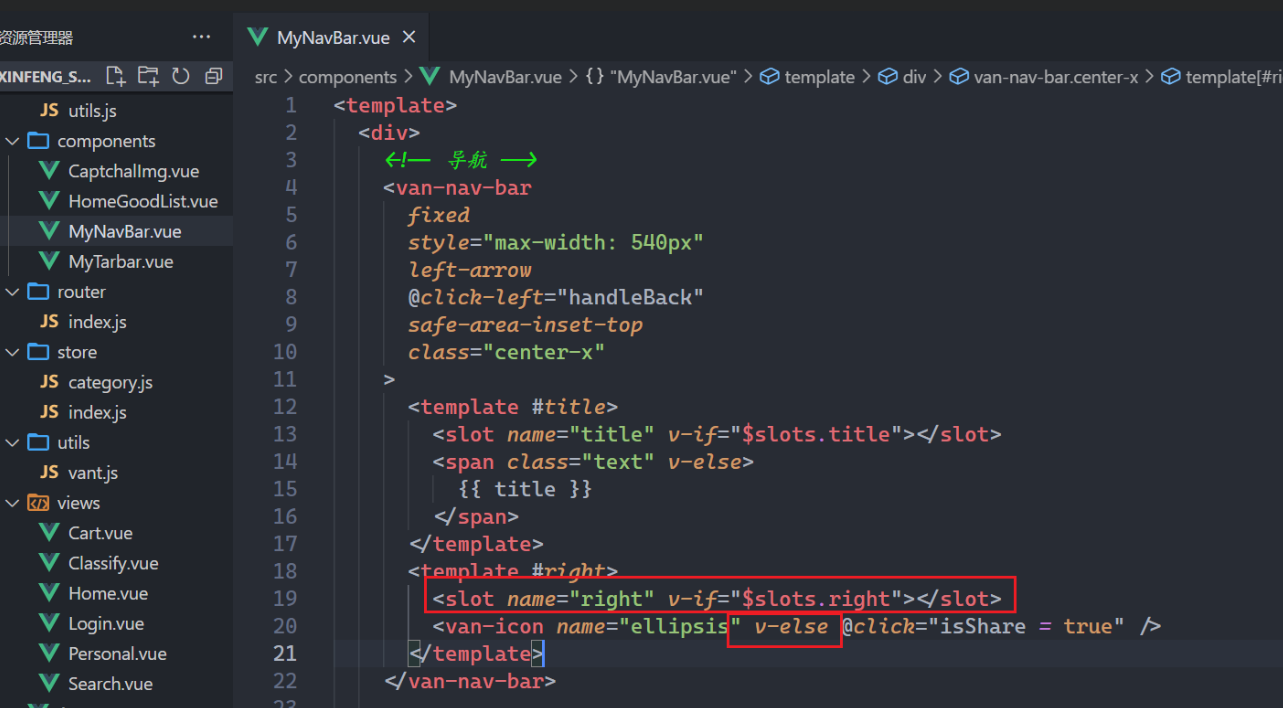 资源管理器
···
MyNavBar.vue
XINFENG_S...
src > components > MyNavBar.vue > {} "MyNavBar.vue" > template > div > van-nav-bar.center-x > template[#ri
JS utils.js
components
CaptchaImg.vue
HomeGoodList.vue
MyNavBar.vue
MyTarbar.vue
router
JS index.js
store
JS category.js
JS index.js
utils
JS vant.js
views
Cart.vue
Classify.vue
Home.vue
Login.vue
Personal.vue
Search.vue
1 <template>
2 <div>
3 <!-- 导航 -->
4 <van-nav-bar
5 fixed
6 style="max-width: 540px"
7 left-arrow
8 @click-left="handleBack"
9 safe-area-inset-top
10 class="center-x"
11 >
12 <template #title>
13 <slot name="title" v-if="$slots.title"></slot>
14 <span class="text" v-else>
15 {{ title }}
16 </span>
17 </template>
18 <template #right>
19 <slot name="right" v-if="$slots.right"></slot>
20 <van-icon name="ellipsis" v-else @click="isShare = true" />
21 </template>
22 </van-nav-bar>
23